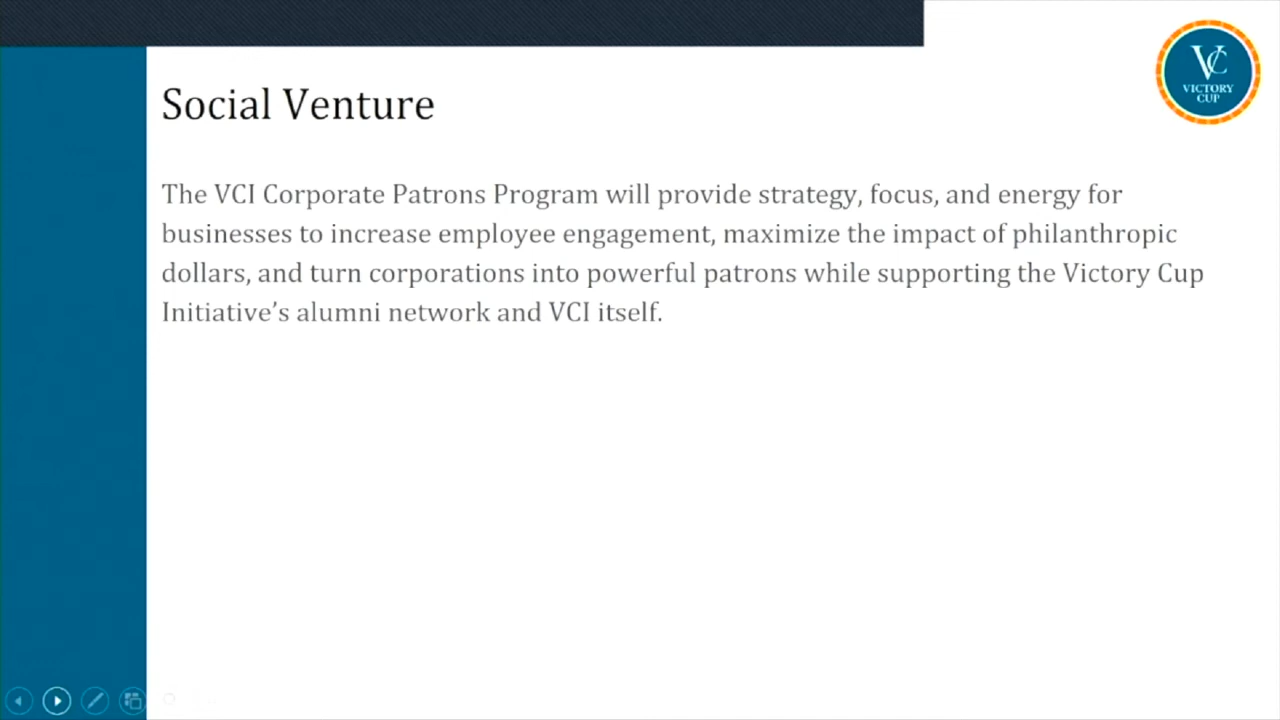 VC
VICTORY
CUP
Social Venture
The VCI Corporate Patrons Program will provide strategy, focus, and energy for
businesses to increase employee engagement, maximize the impact of philanthropic
dollars, and turn corporations into powerful patrons while supporting the Victory Cup
Initiative’s alumni network and VCI itself.